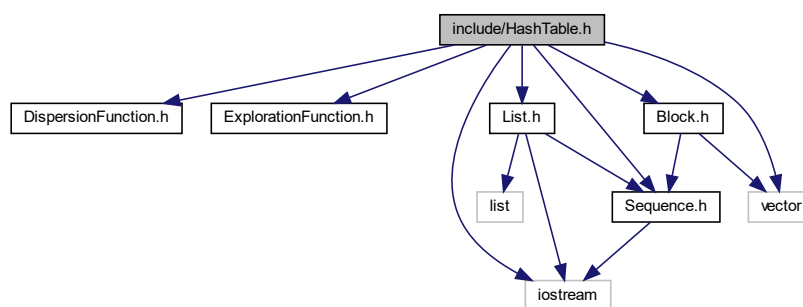 include/HashTable.h
DispersionFunction.h
ExplorationFunction.h
List.h
Block.h
list
Sequence.h
vector
iostream